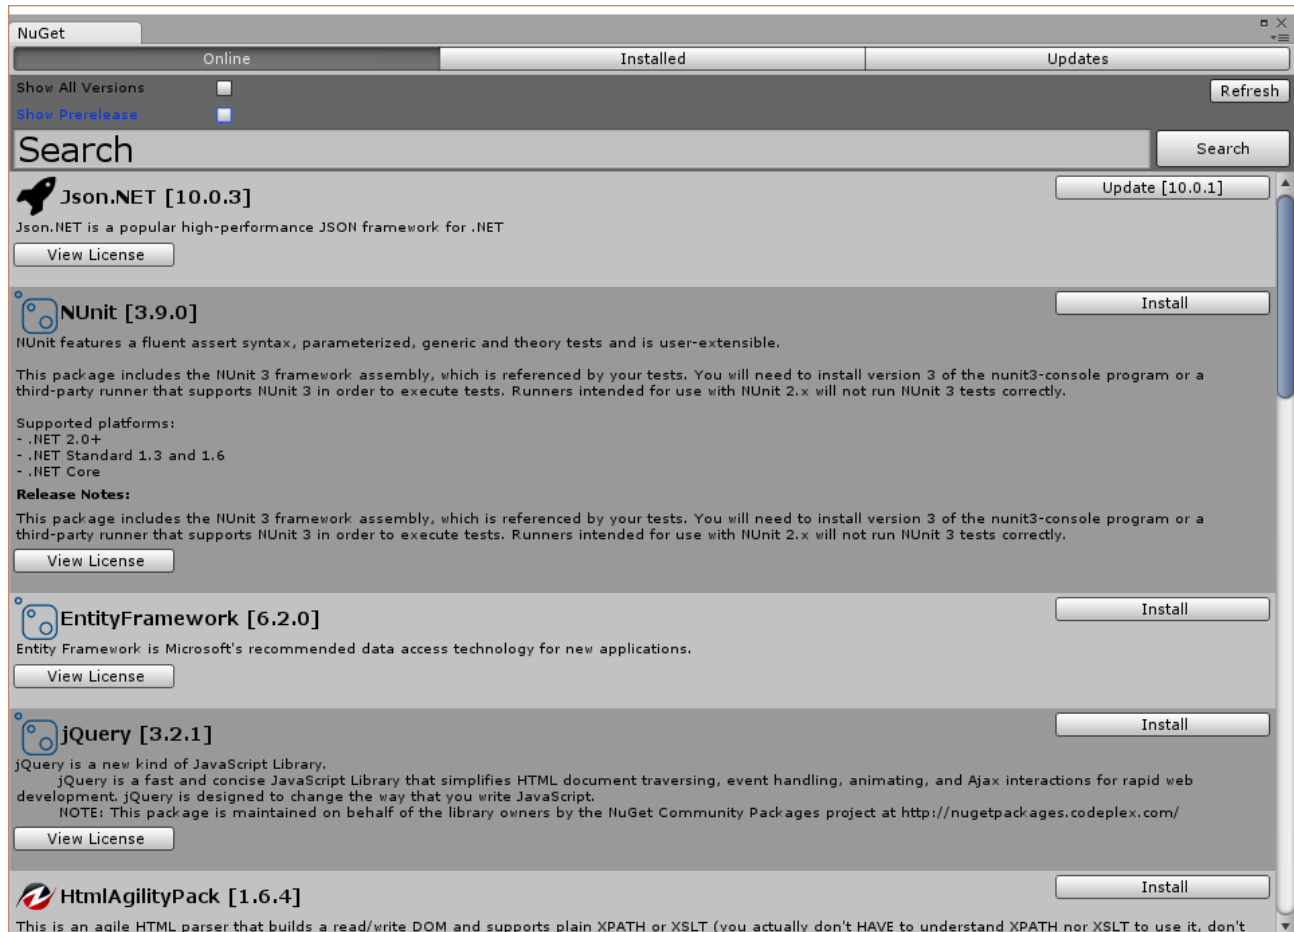 NuGet
Online Installed Updates
Show All Versions
Refresh
Show Prerelease
Search Search
Json.NET [10.0.3] Update [10.0.1]
Json.NET is a popular high-performance JSON framework for .NET
View License
NUnit [3.9.0] Install
NUnit features a fluent assert syntax, parameterized, generic and theory tests and is user-extensible.
This package includes the NUnit 3 framework assembly, which is referenced by your tests. You will need to install version 3 of the nunit3-console program or a
third-party runner that supports NUnit 3 in order to execute tests. Runners intended for use with NUnit 2.x will not run NUnit 3 tests correctly.
Supported platforms:
- .NET 2.0+
- .NET Standard 1.3 and 1.6
- .NET Core
Release Notes:
This package includes the NUnit 3 framework assembly, which is referenced by your tests. You will need to install version 3 of the nunit3-console program or a
third-party runner that supports NUnit 3 in order to execute tests. Runners intended for use with NUnit 2.x will not run NUnit 3 tests correctly.
View License
EntityFramework [6.2.0] Install
Entity Framework is Microsoft's recommended data access technology for new applications.
View License
jQuery [3.2.1] Install
jQuery is a new kind of JavaScript Library.
jQuery is a fast and concise JavaScript Library that simplifies HTML document traversing, event handling, animating, and Ajax interactions for rapid web
development. jQuery is designed to change the way that you write JavaScript.
NOTE: This package is maintained on behalf of the library owners by the NuGet Community Packages project at http://nugetpackages.codeplex.com/
View License
HtmlAgilityPack [1.6.4] Install
This is an agile HTML parser that builds a read/write DOM and supports plain XPATH or XSLT (you actually don't HAVE to understand XPATH nor XSLT to use it, don't